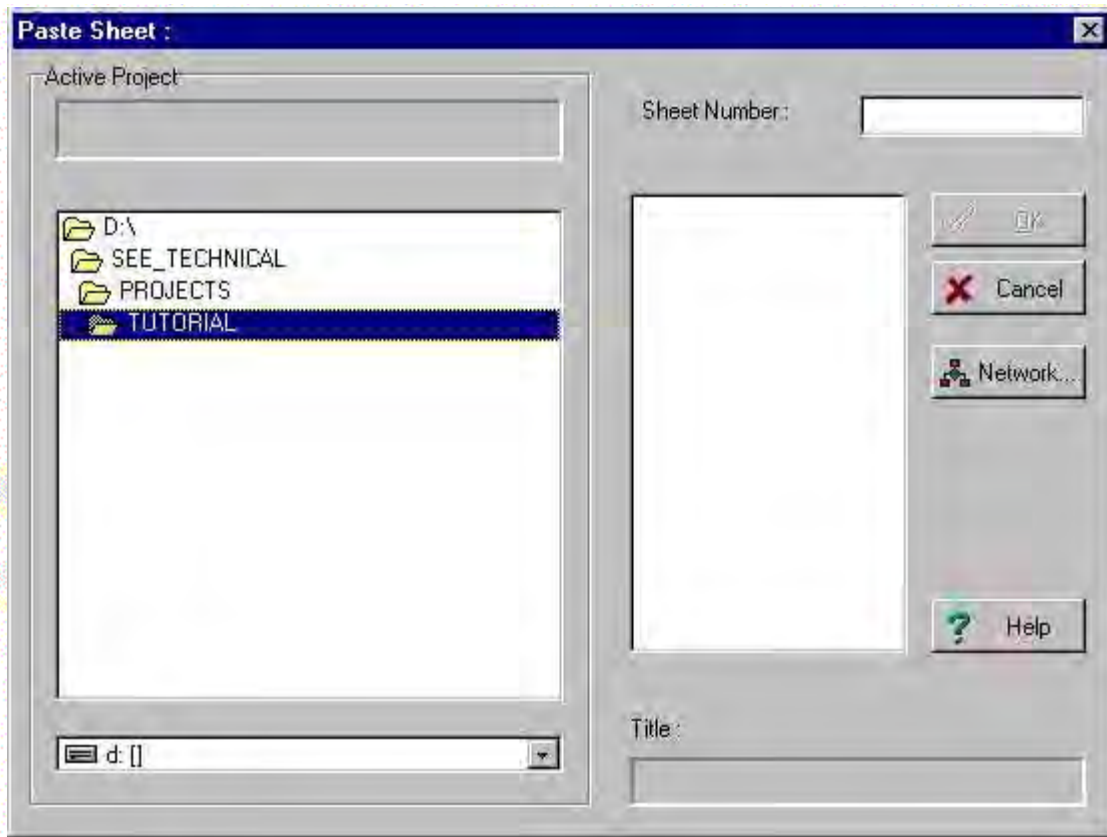 Paste Sheet :
Active Project
Sheet Number :
D:\
SEE_TECHNICAL
PROJECTS
TUTORIAL
OK
Cancel
Network...
Help
Title :
d: []